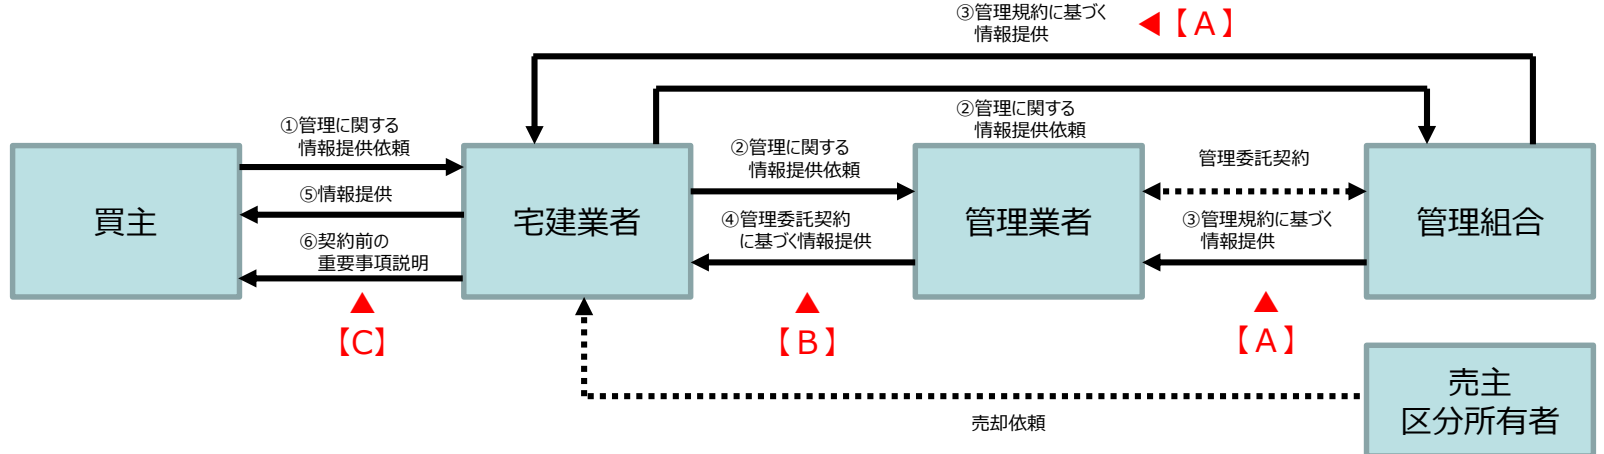 ③管理規約に基づく
情報提供
◀【A】
②管理に関する
情報提供依頼
①管理に関する
情報提供依頼
⑤情報提供
⑥契約前の
重要事項説明
▲
【C】
買主
宅建業者
②管理に関する
情報提供依頼
④管理委託契約
に基づく情報提供
▲
【B】
管理業者
管理委託契約
③管理規約に基づく
情報提供
▲
【A】
管理組合
売主
区分所有者
売却依頼